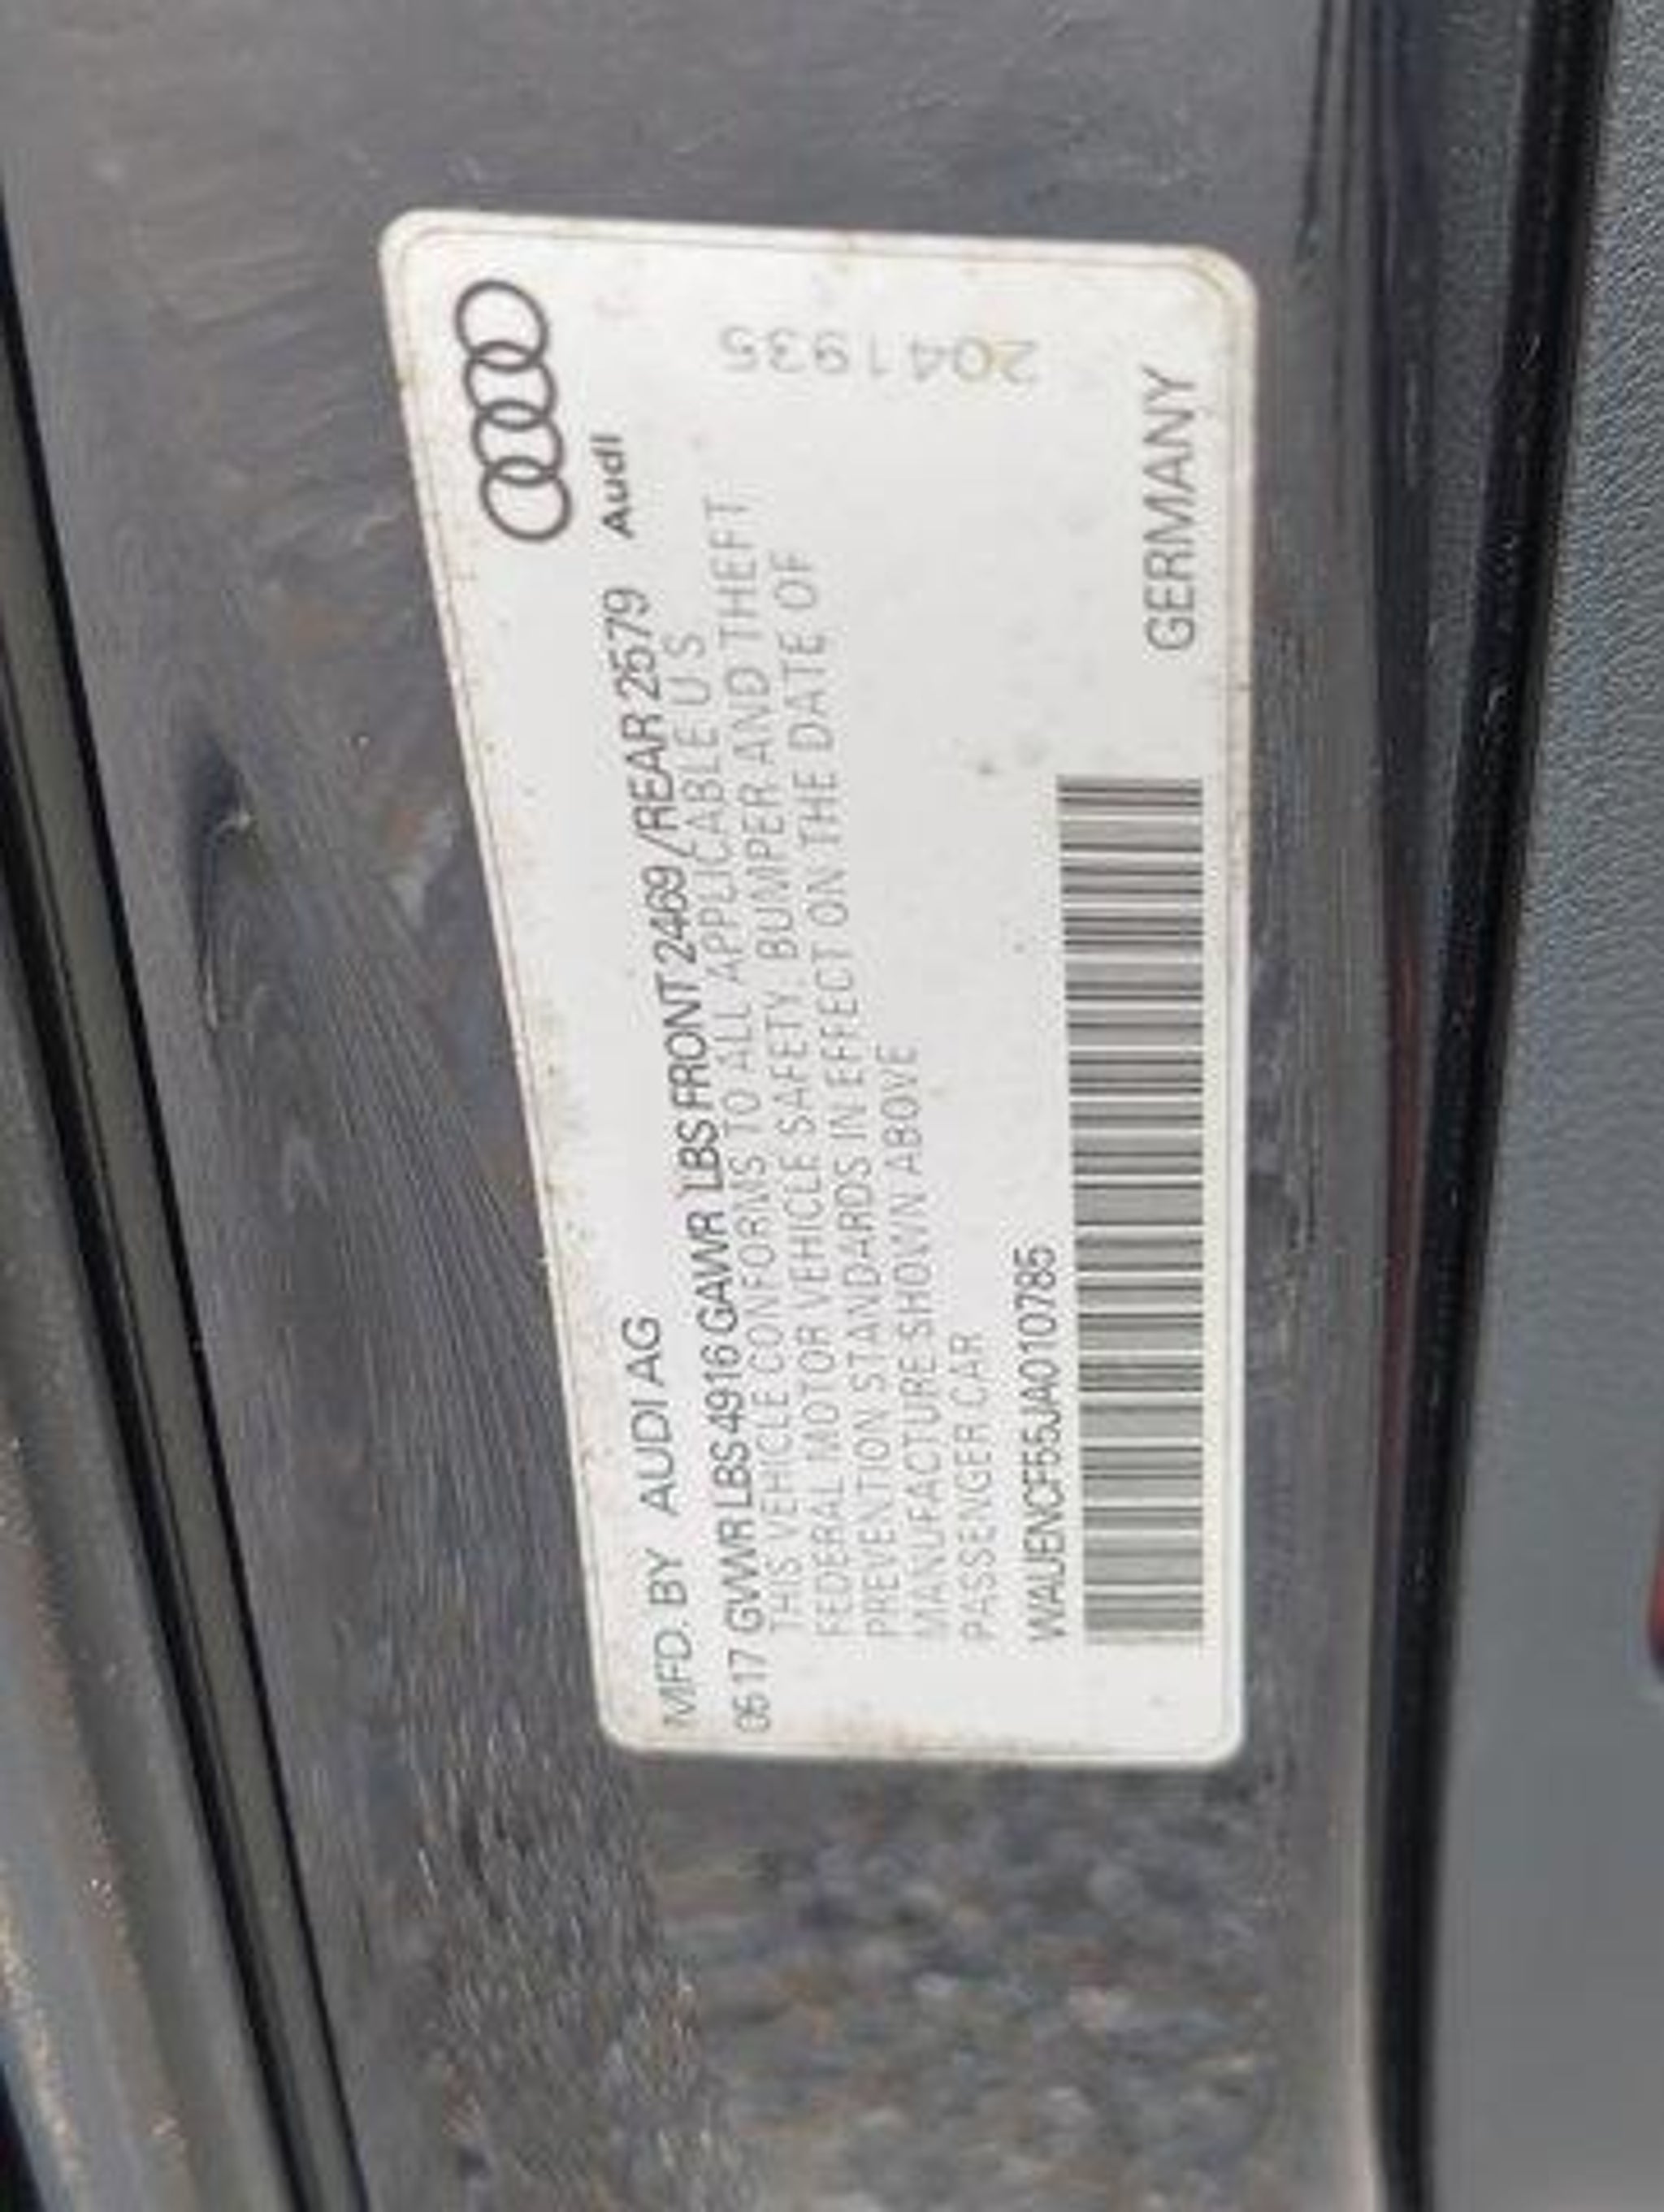 Audi
2041935
MFD. BY AUDI AG
06 17 GVWR LBS 4916 GAWR LBS FRONT 2469/REAR 2579
THIS VEHICLE CONFORMS TO ALL APPLICABLE U S
FEDERAL MOTOR VEHICLE SAFETY, BUMPER AND THEFT
PREVENTION STANDARDS IN EFFECT ON THE DATE OF
MANUFACTURE SHOWN ABOVE
PASSENGER CAR
WAUENCF55JA010785
GERMANY